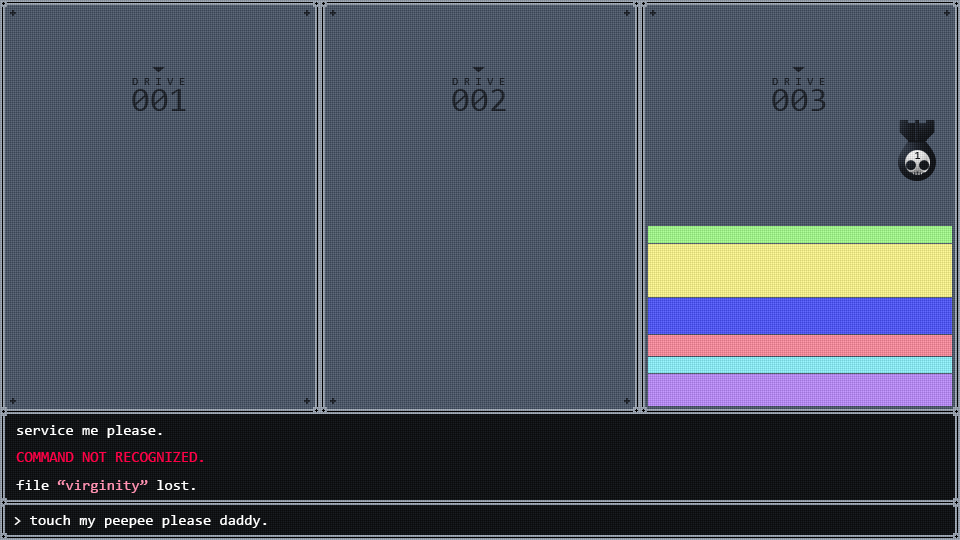 DRIVE
001
DRIVE
002
DRIVE
003
1
service me please.
COMMAND NOT RECOGNIZED.
file “virginity” lost.
> touch my peepee please daddy.